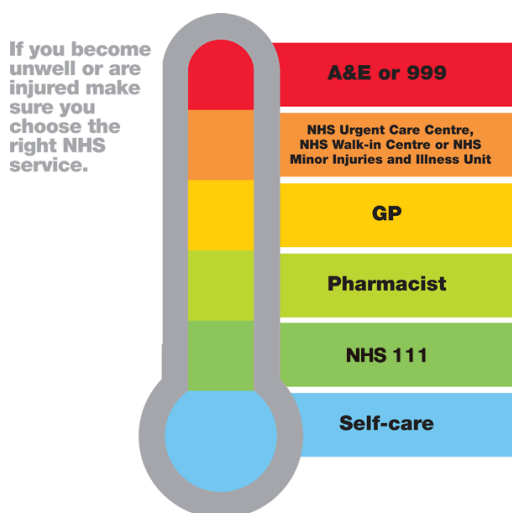 If you become
unwell or are
injured make
sure you
choose the
right NHS
service.
A&E or 999
NHS Urgent Care Centre,
NHS Walk-in Centre or NHS
Minor Injuries and Illness Unit
GP
Pharmacist
NHS 111
Self-care